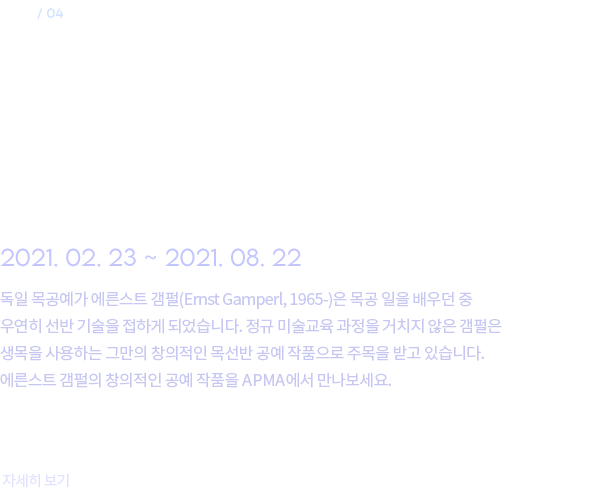 / 04
2021. 02. 23 ~ 2021. 08. 22
독일 목공예가 에른스트 갬펄(Ernst Gamperl, 1965-)은 목공 일을 배우던 중
우연히 선반 기술을 접하게 되었습니다. 정규 미술교육 과정을 거치지 않은 갬펄은
생목을 사용하는 그만의 창의적인 목선반 공예 작품으로 주목을 받고 있습니다.
에른스트 갬펄의 창의적인 공예 작품을 APMA에서 만나보세요.
자세히 보기